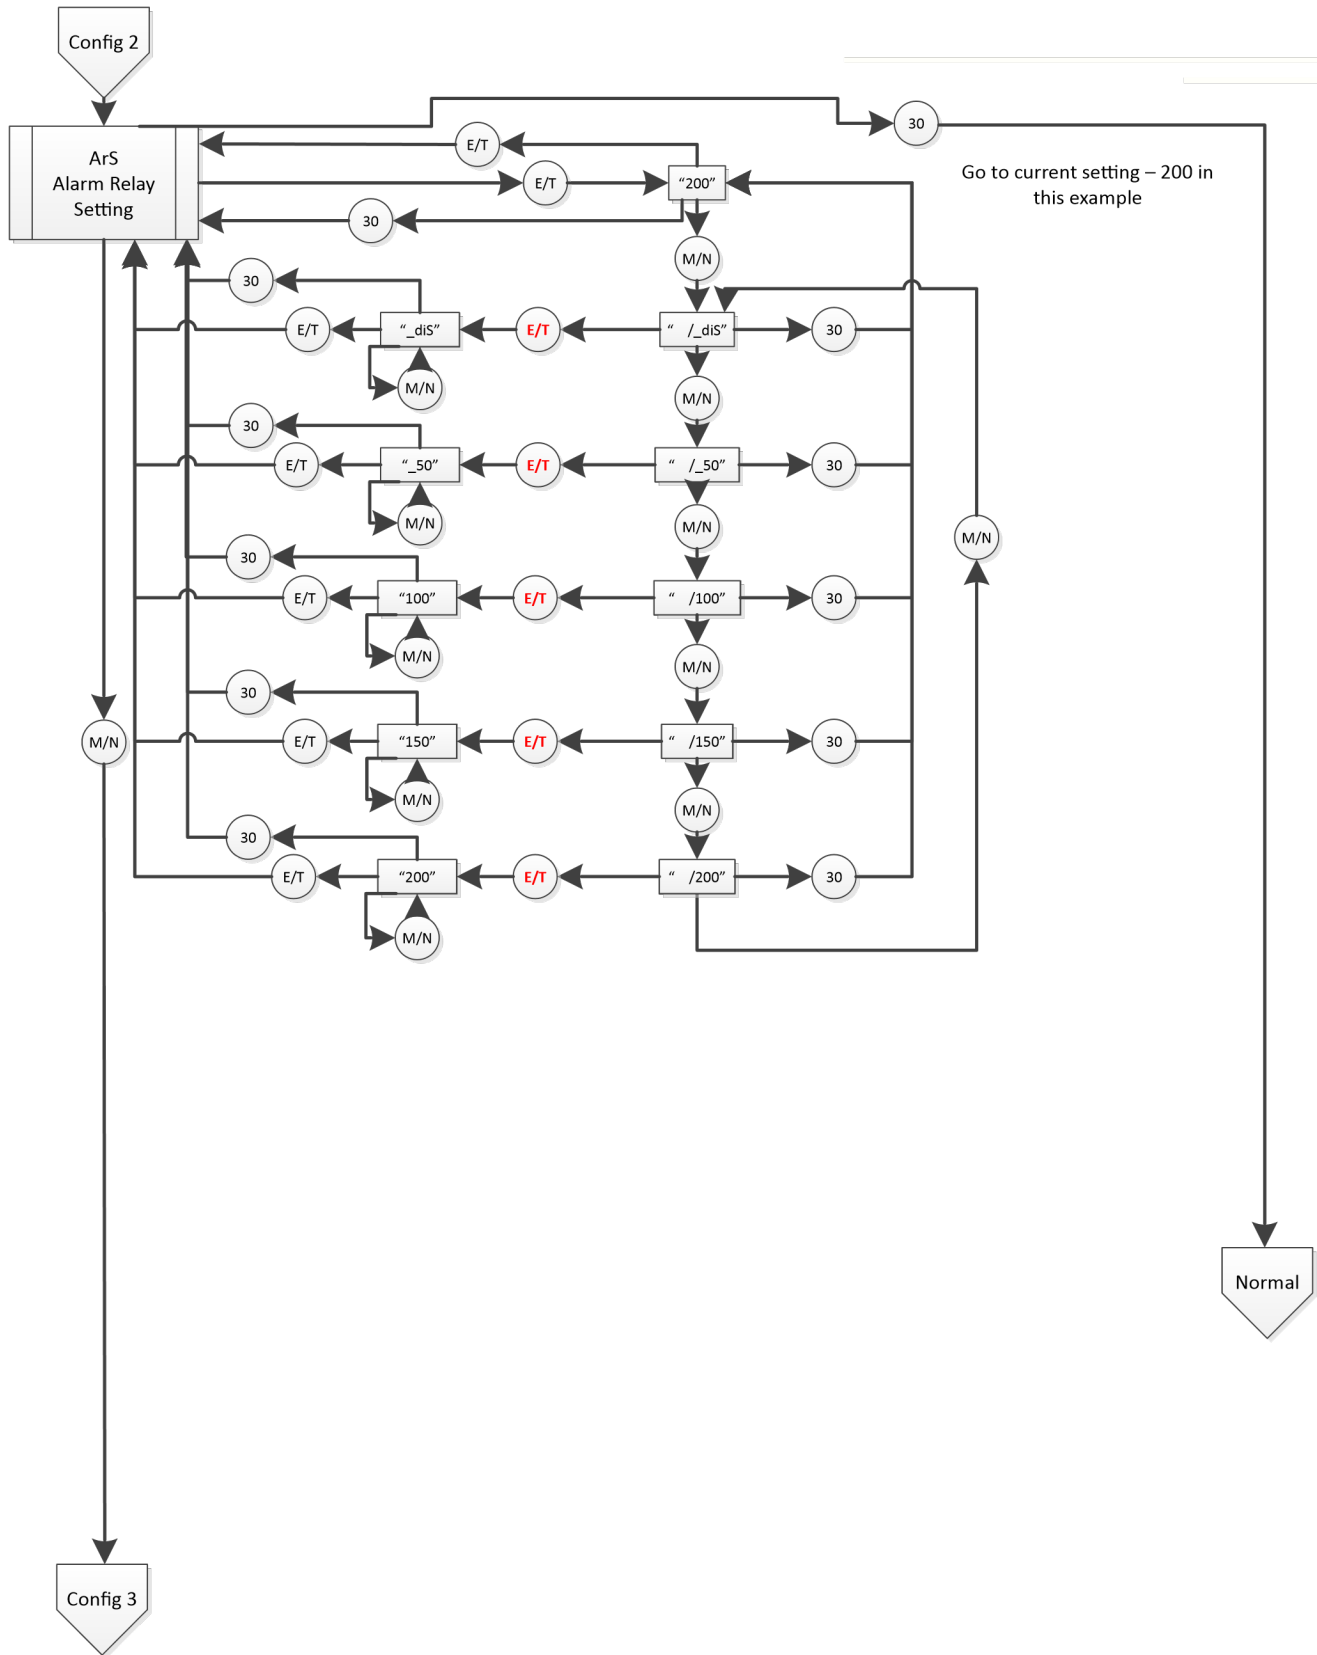 Config 2
30
E/T
ArS
Alarm Relay
Setting
E/T
“200”
Go to current setting – 200 in
this example
30
M/N
30
E/T
“_diS”
E/T
“   /_diS”
30
M/N
M/N
30
E/T
“_50”
E/T
“   /_50”
30
M/N
M/N
M/N
30
E/T
“100”
E/T
“   /100”
30
M/N
M/N
30
M/N
E/T
“150”
E/T
“   /150”
30
M/N
M/N
30
E/T
“200”
E/T
“   /200”
30
M/N
Normal
Config 3